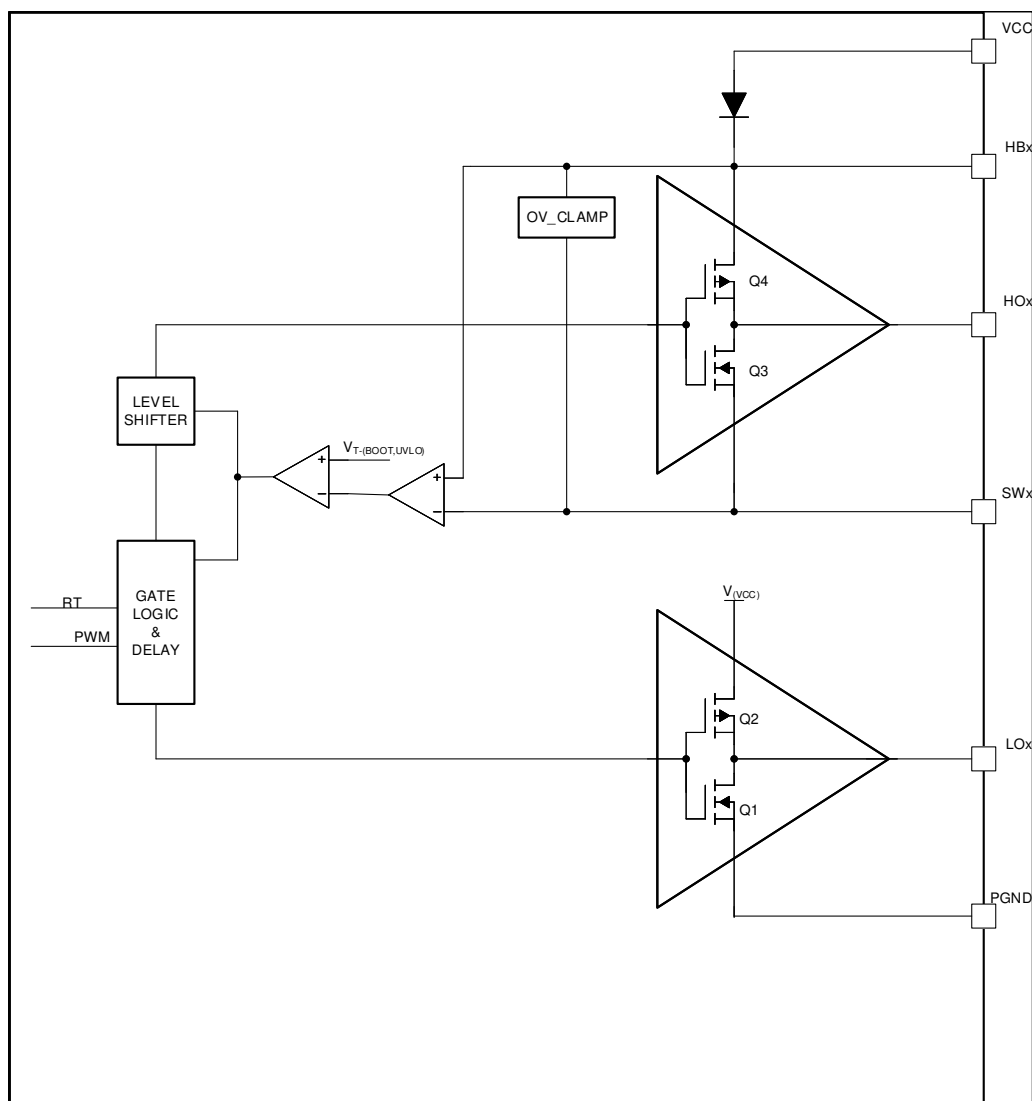 VCC
HBx
OV_CLAMP
Q4
HOx
Q3
LEVEL
SHIFTER
+
VT-(BOOT,UVLO)
−
+
−
SWx
GATE
LOGIC
&
DELAY
RT
PWM
V(VCC)
Q2
LOx
Q1
PGND